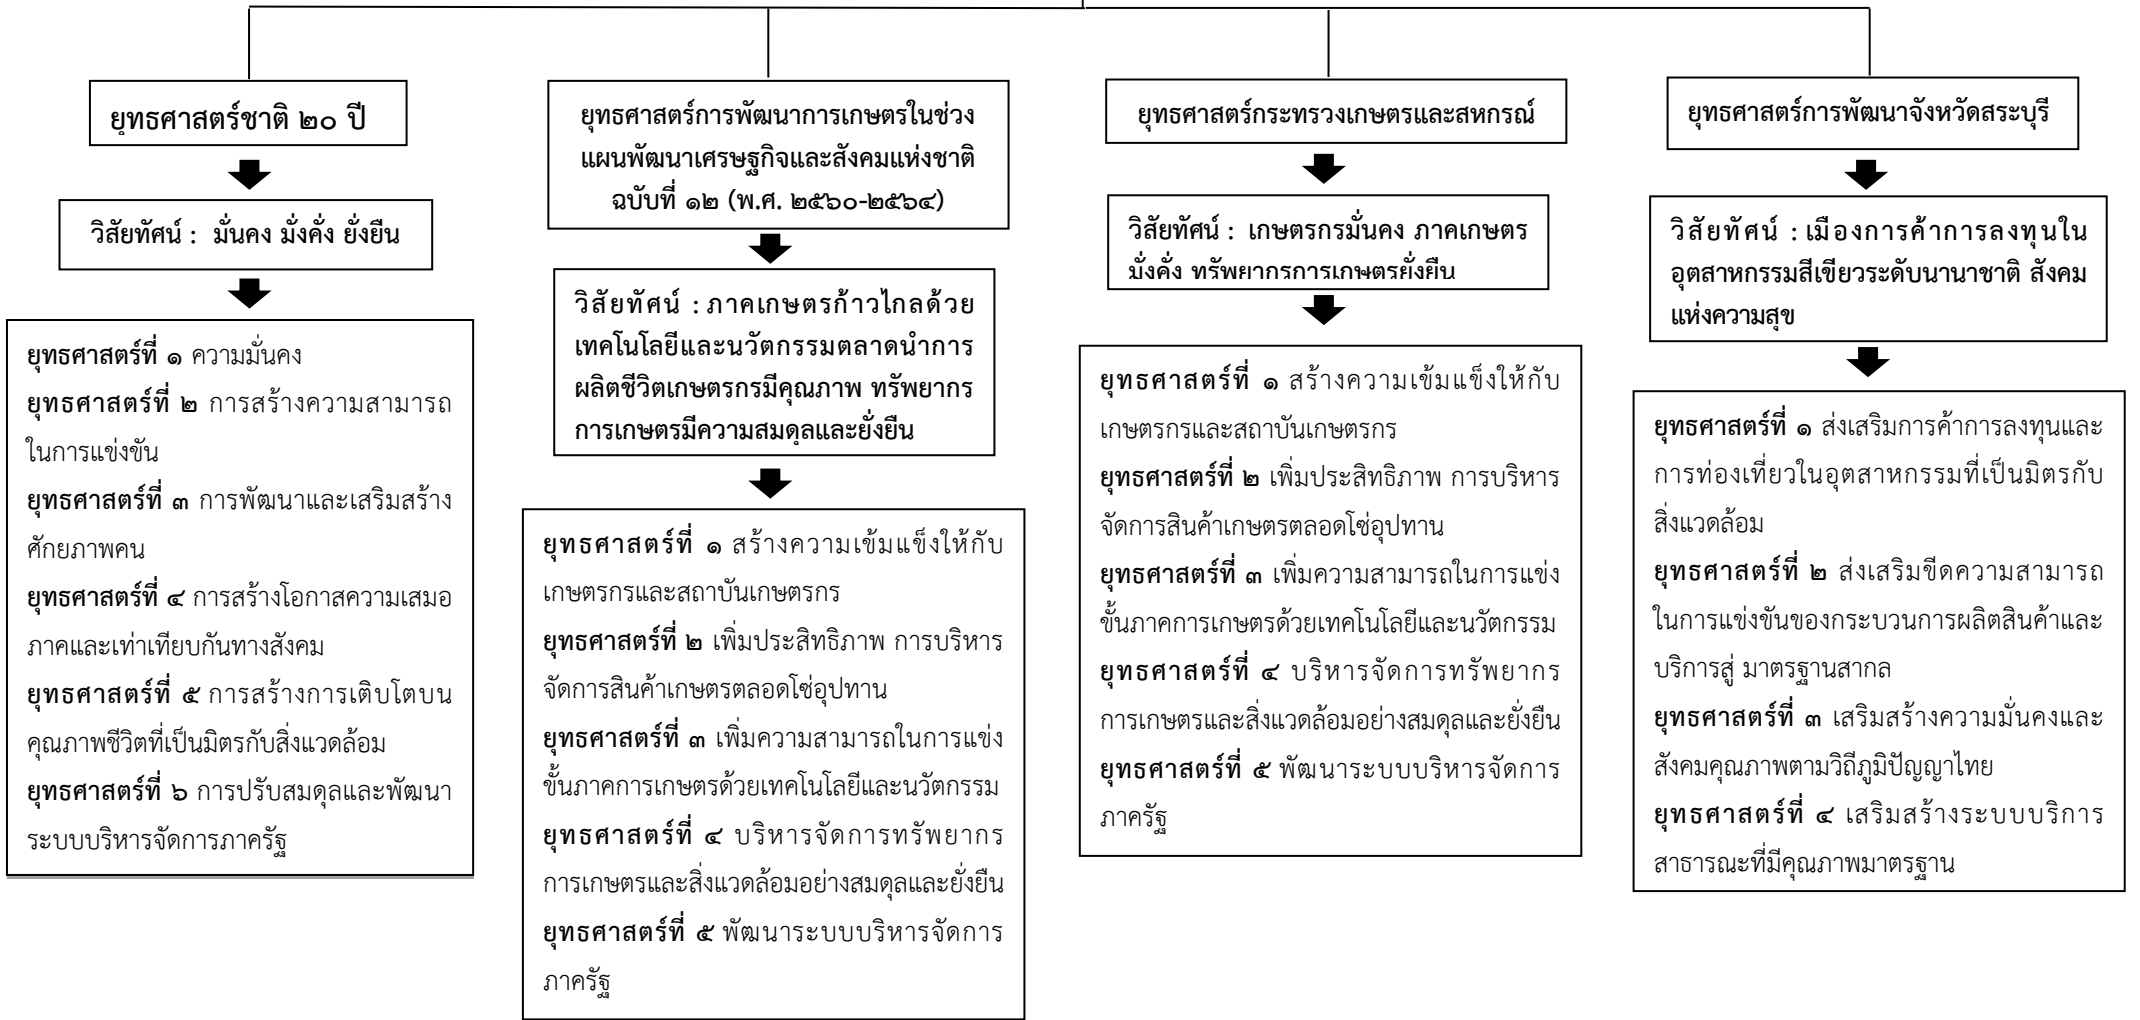 ยุทธศาสตร์ชาติ ๒๐ ปี
วิสัยทัศน์ :  มั่นคง มั่งคั่ง ยั่งยืน
ยุทธศาสตร์ที่ ๑ ความมั่นคง
ยุทธศาสตร์ที่ ๒ การสร้างความสามารถ
ในการแข่งขัน
ยุทธศาสตร์ที่ ๓ การพัฒนาและเสริมสร้าง
ศักยภาพคน
ยุทธศาสตร์ที่ ๔ การสร้างโอกาสความเสมอ
ภาคและเท่าเทียบกันทางสังคม
ยุทธศาสตร์ที่ ๕ การสร้างการเติบโตบน
คุณภาพชีวิตที่เป็นมิตรกับสิ่งแวดล้อม
ยุทธศาสตร์ที่ ๖ การปรับสมดุลและพัฒนา
ระบบบริหารจัดการภาครัฐ
ยุทธศาสตร์การพัฒนาการเกษตรในช่วง
แผนพัฒนาเศรษฐกิจและสังคมแห่งชาติ
ฉบับที่ ๑๒ (พ.ศ. ๒๕๖๐-๒๕๖๔)
วิสัยทัศน์ : ภาคเกษตรก้าวไกลด้วย
เทคโนโลยีและนวัตกรรมตลาดนำการ
ผลิตชีวิตเกษตรกรมีคุณภาพ ทรัพยากร
การเกษตรมีความสมดุลและยั่งยืน
ยุทธศาสตร์ที่ ๑ สร้างความเข้มแข็งให้กับ
เกษตรกรและสถาบันเกษตรกร
ยุทธศาสตร์ที่ ๒ เพิ่มประสิทธิภาพ การบริหาร
จัดการสินค้าเกษตรตลอดโซ่อุปทาน
ยุทธศาสตร์ที่ ๓ เพิ่มความสามารถในการแข่ง
ขั้นภาคการเกษตรด้วยเทคโนโลยีและนวัตกรรม
ยุทธศาสตร์ที่ ๔ บริหารจัดการทรัพยากร
การเกษตรและสิ่งแวดล้อมอย่างสมดุลและยั่งยืน
ยุทธศาสตร์ที่ ๕ พัฒนาระบบบริหารจัดการ
ภาครัฐ
ยุทธศาสตร์กระทรวงเกษตรและสหกรณ์
วิสัยทัศน์ :  เกษตรกรมั่นคง ภาคเกษตร
มั่งคั่ง ทรัพยากรการเกษตรยั่งยืน
ยุทธศาสตร์ที่ ๑ สร้างความเข้มแข็งให้กับ
เกษตรกรและสถาบันเกษตรกร
ยุทธศาสตร์ที่ ๒ เพิ่มประสิทธิภาพ การบริหาร
จัดการสินค้าเกษตรตลอดโซ่อุปทาน
ยุทธศาสตร์ที่ ๓ เพิ่มความสามารถในการแข่ง
ขั้นภาคการเกษตรด้วยเทคโนโลยีและนวัตกรรม
ยุทธศาสตร์ที่ ๔ บริหารจัดการทรัพยากร
การเกษตรและสิ่งแวดล้อมอย่างสมดุลและยั่งยืน
ยุทธศาสตร์ที่ ๕ พัฒนาระบบบริหารจัดการ
ภาครัฐ
ยุทธศาสตร์การพัฒนาจังหวัดสระบุรี
วิสัยทัศน์ : เมืองการค้าการลงทุนใน
อุตสาหกรรมสีเขียวระดับนานาชาติ สังคม
แห่งความสุข
ยุทธศาสตร์ที่ ๑ ส่งเสริมการค้าการลงทุนและ
การท่องเที่ยวในอุตสาหกรรมที่เป็นมิตรกับ
สิ่งแวดล้อม
ยุทธศาสตร์ที่ ๒ ส่งเสริมขีดความสามารถ
ในการแข่งขันของกระบวนการผลิตสินค้าและ
บริการสู่ มาตรฐานสากล
ยุทธศาสตร์ที่ ๓ เสริมสร้างความมั่นคงและ
สังคมคุณภาพตามวิถีภูมิปัญญาไทย
ยุทธศาสตร์ที่ ๔ เสริมสร้างระบบบริการ
สาธารณะที่มีคุณภาพมาตรฐาน